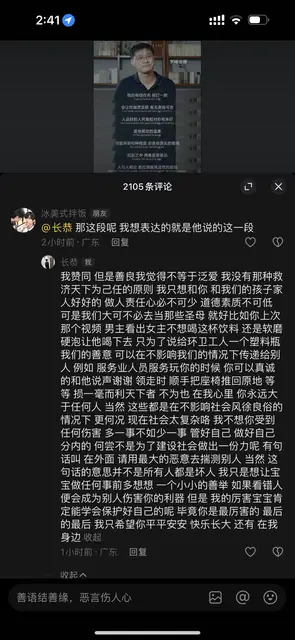 2:41
2105 条评论
冰美式拌饭 朋友
@长恭 那这段呢 我想表达的就是他说的这一段
2小时前 · 广东 回复
长恭 我
我赞同 但是善良我觉得不等于泛爱 我没有那种救
济天下为己任的原则 我只想和你 和我们的孩子家
人好好的 做人责任心必不可少 道德素质不可低
可是我们大可不必去当那些圣母 就好比如你上次
那个视频 男主看出女主不想喝这杯饮料 还是软磨
硬泡让他喝下去 只为了说给环卫工人一个塑料瓶
我们的善意 可以在不影响我们的情况下传递给别
人 例如 服务业人员服务玩你的时候 你可以真诚
的和他说声谢谢 领走时 顺手把座椅推回原地 等
等 损一毫而利天下者 不为也 在我心里 你永远大
于任何人 当然 这些都是在不影响社会风徐良俗的
情况下 更何况 现在社会太复杂咯 我不想你受到
任何伤害 多一事不如少一事 管好自己 做好自己
分内的 何尝不是为了建设社会做出一份力呢 有句
话叫 在外面 请用最大的恶意去揣测别人 当然 这
句话的意思并不是所有人都是坏人 我只是想让宝
宝做任何事前多想想 一个小小的善举 如果看错人
便会成为别人伤害你的利器 但是 我的厉害宝宝肯
定能学会保护好自己的呢 毕竟你是最厉害的 最后
的最后 我只希望你平平安安 快乐长大 还有 在我
身边 收起
1小时前 · 广东 回复
收起
善语结善缘，恶言伤人心